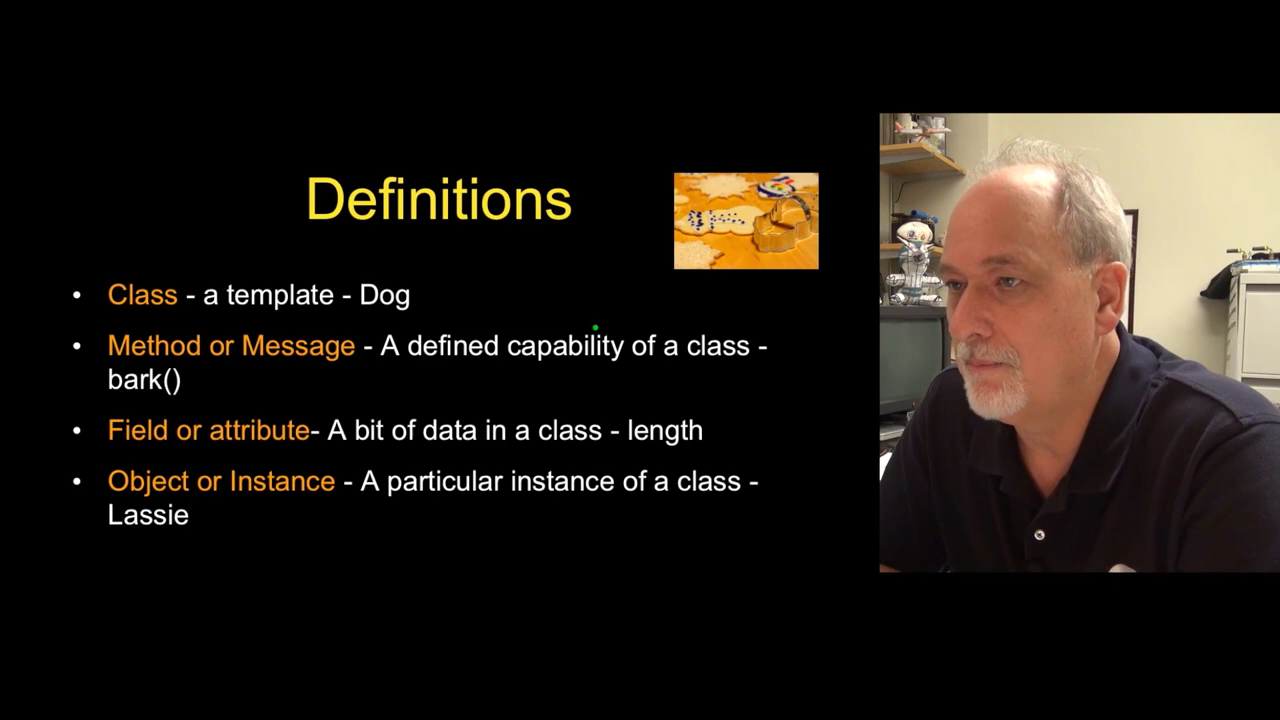 Definitions
• Class - a template - Dog
• Method or Message - A defined capability of a class -
bark()
• Field or attribute- A bit of data in a class - length
• Object or Instance - A particular instance of a class -
Lassie